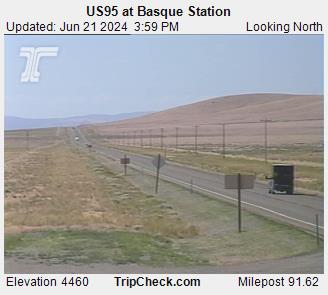 US95 at Basque Station
Updated: Jun 21 2024  3:59 PM
Looking North
Elevation 4460
TripCheck.com
Milepost 91.62